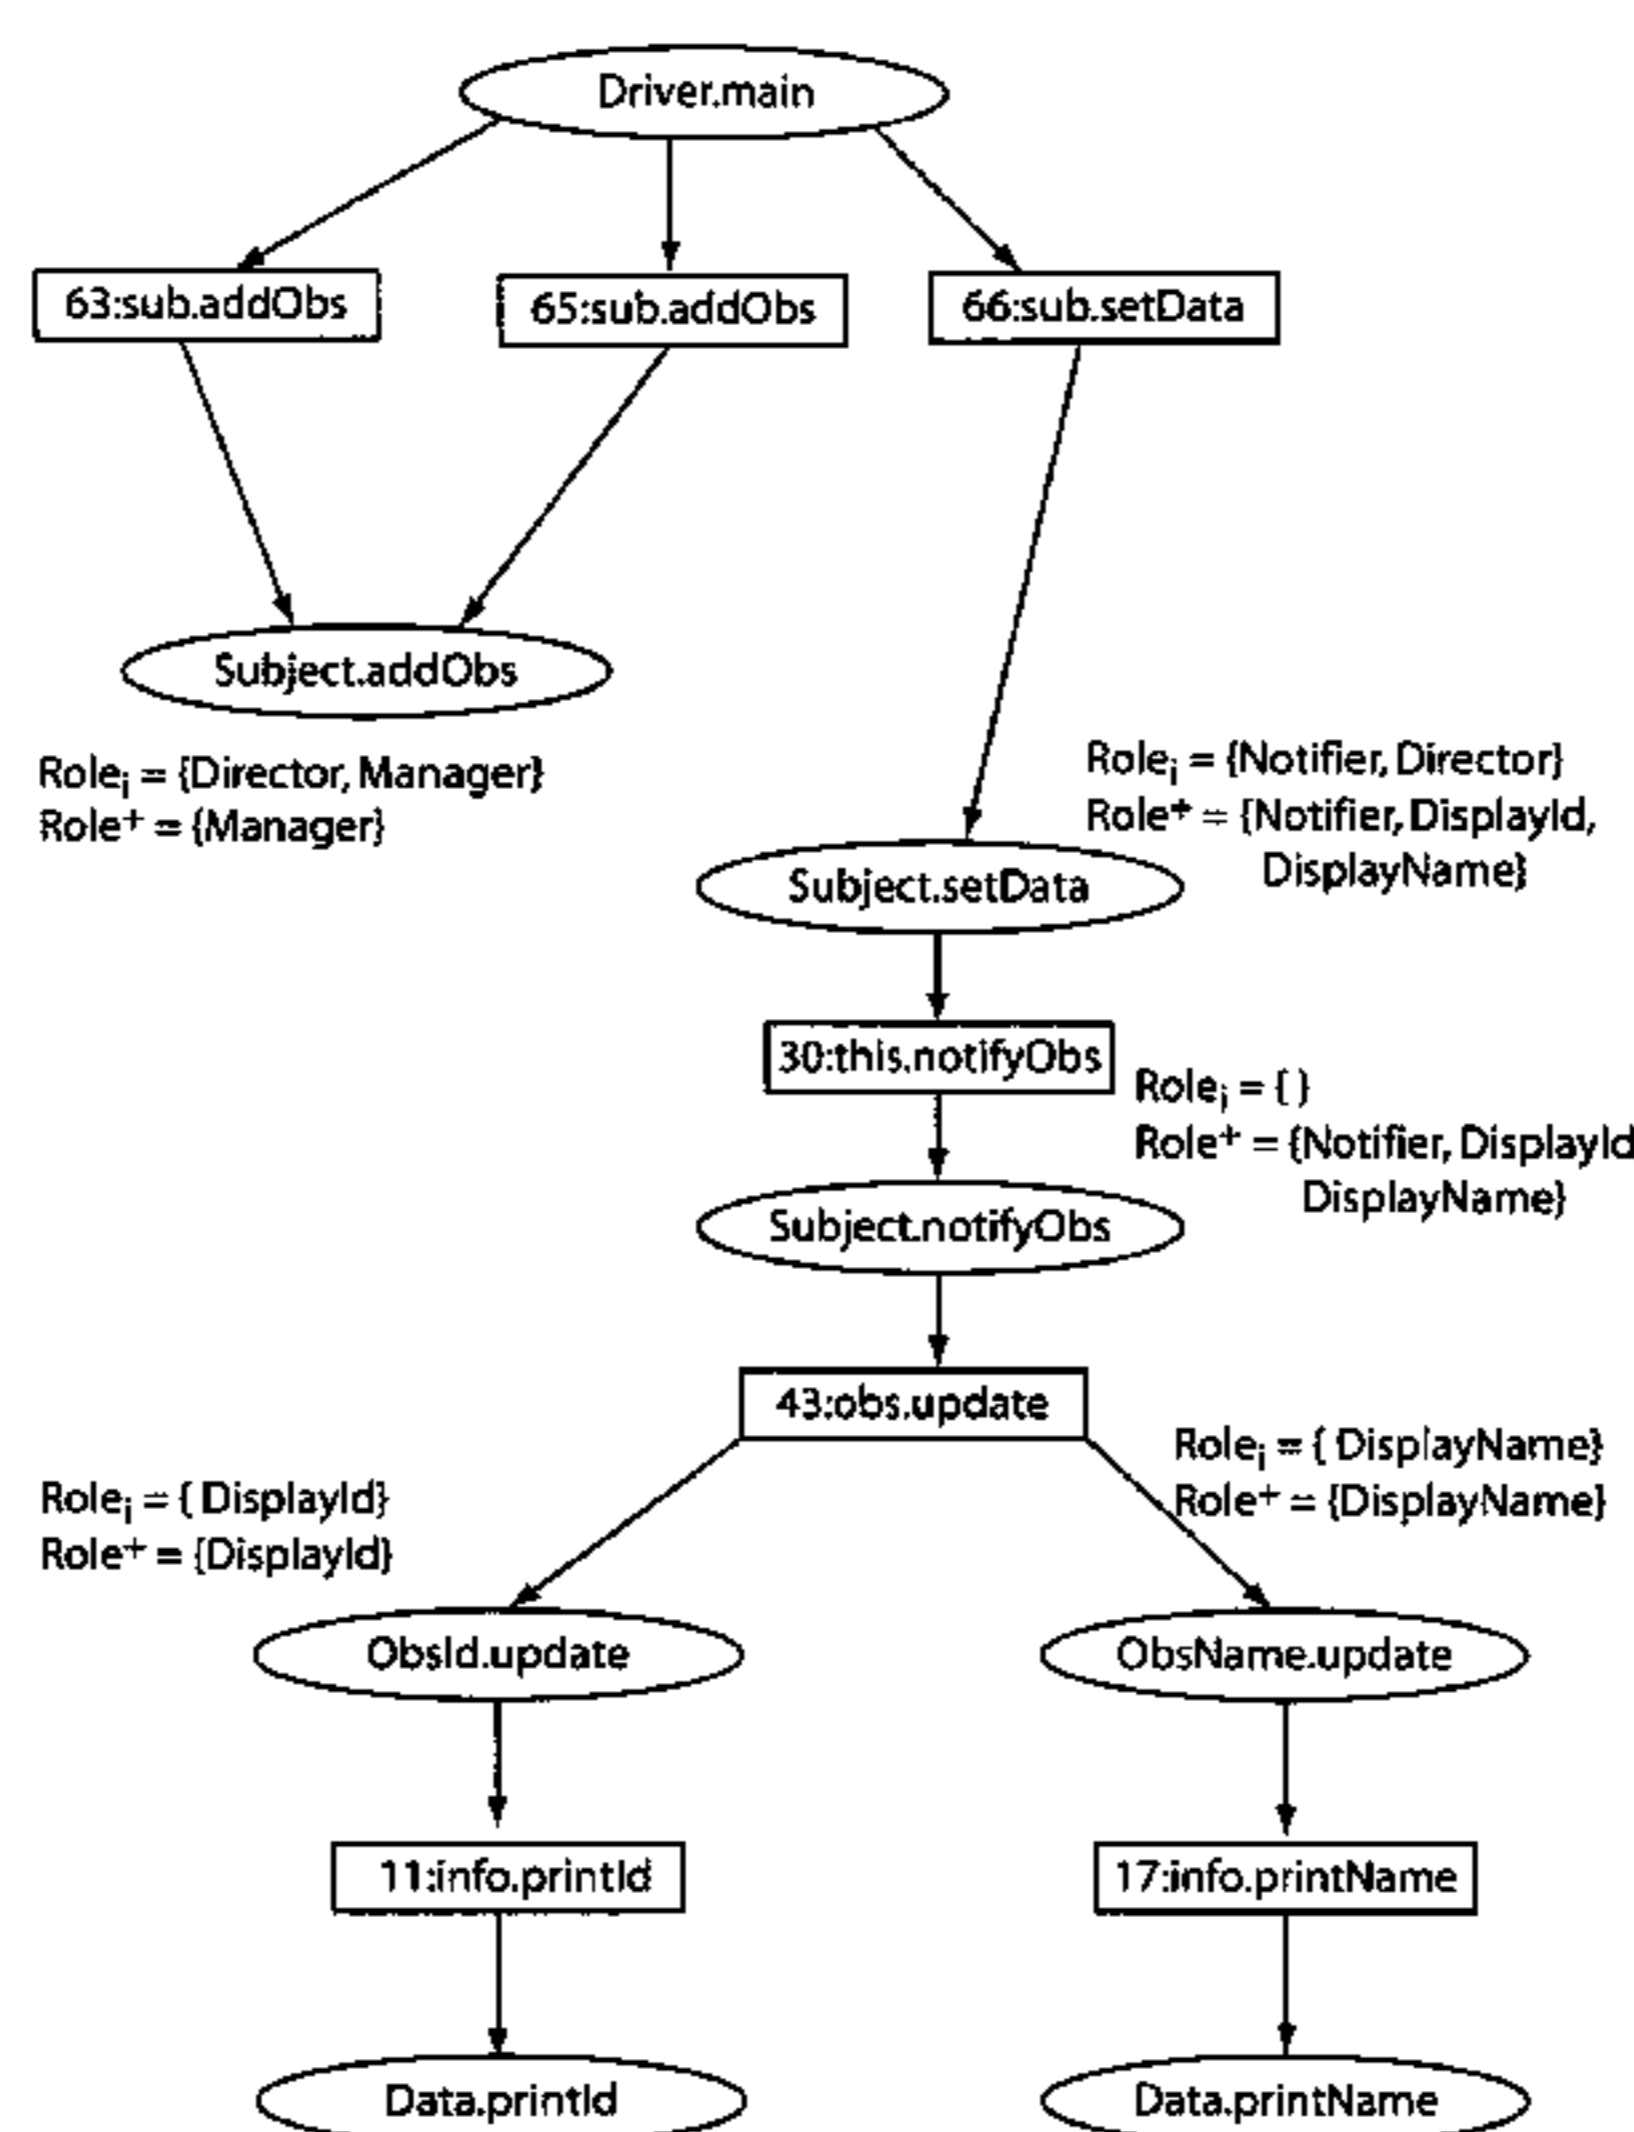 Driver.main
63:sub.addObs
65:sub.addObs
66:sub.setData
Subject.addObs
Roleᵢ = {Director, Manager}
Role⁺ = {Manager}
Roleᵢ = {Notifier, Director}
Role⁺ = {Notifier, DisplayId,
DisplayName}
Subject.setData
30:this.notifyObs
Roleᵢ = { }
Role⁺ = {Notifier, DisplayId
DisplayName}
Subject.notifyObs
43:obs.update
Roleᵢ = { DisplayId}
Role⁺ = {DisplayId}
Roleᵢ = { DisplayName}
Role⁺ = {DisplayName}
ObsId.update
ObsName.update
11:info.printId
17:info.printName
Data.printId
Data.printName